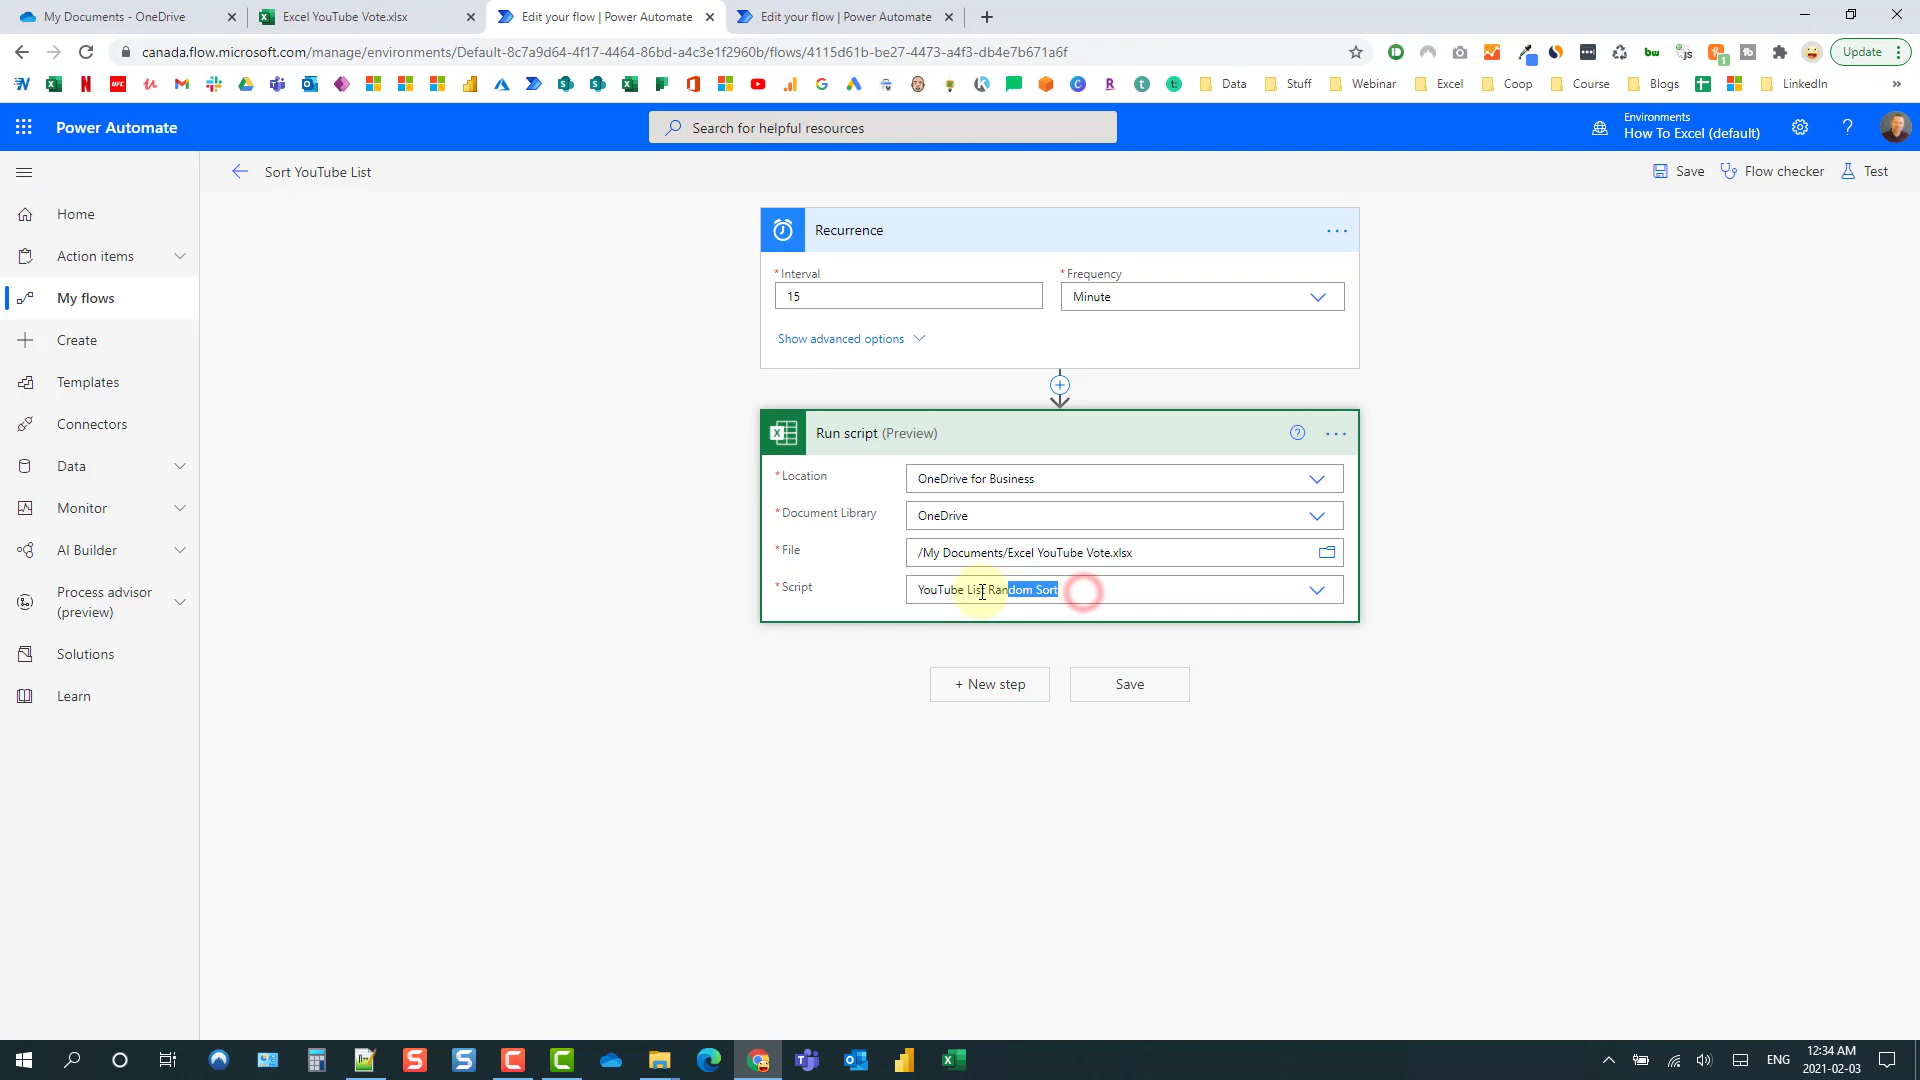 My Documents - OneDrive
Excel YouTube Vote.xlsx
Edit your flow | Power Automate
Edit your flow | Power Automate
canada.flow.microsoft.com/manage/environments/Default-8c7a9d64-4f17-4464-86bd-a4c3e1f2960b/flows/4115d61b-be27-4473-a4f3-db4e7b671a6f
Update
Data
Stuff
Webinar
Excel
Coop
Course
Blogs
LinkedIn
Power Automate
Search for helpful resources
Environments
How To Excel (default)
Sort YouTube List
Save
Flow checker
Test
Home
Action items
My flows
Create
Templates
Connectors
Data
Monitor
AI Builder
Process advisor
(preview)
Solutions
Learn
Recurrence
* Interval
15
* Frequency
Minute
Show advanced options
Run script (Preview)
* Location
OneDrive for Business
* Document Library
OneDrive
* File
/My Documents/Excel YouTube Vote.xlsx
* Script
YouTube List Random Sort
+ New step
Save
ENG
12:34 AM
2021-02-03